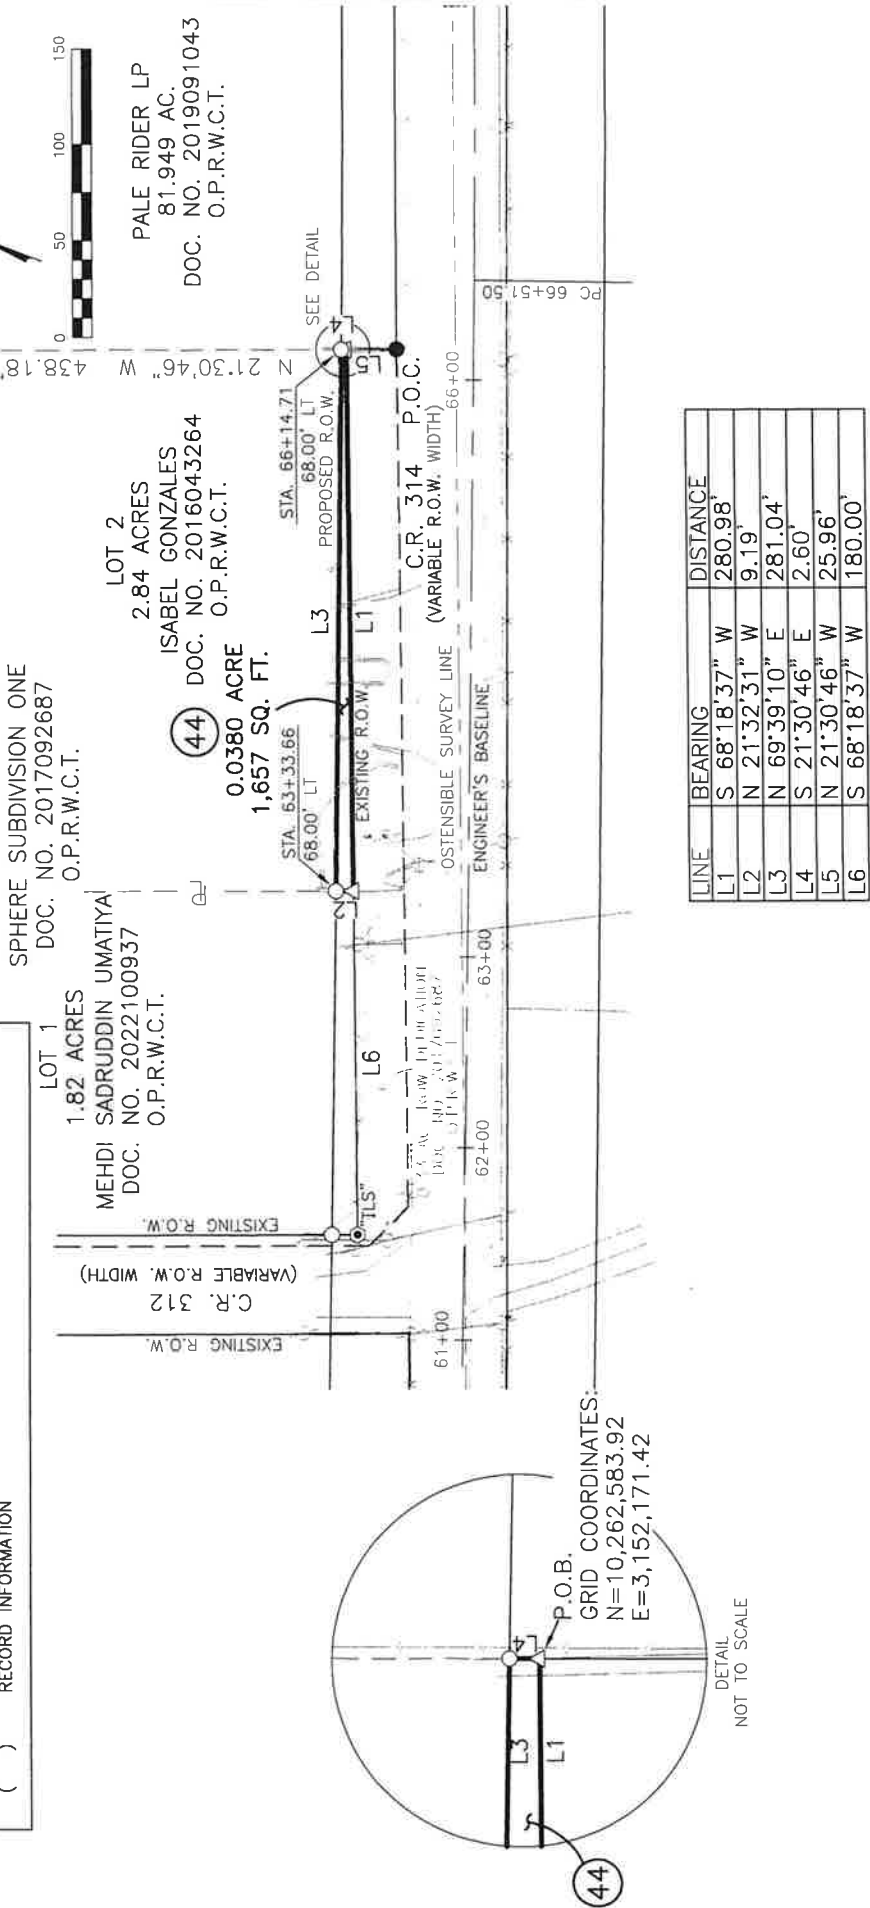 ( ) RECORD INFORMATION
SPHERE SUBDIVISION ONE
DOC. NO. 2017092687
O.P.R.W.C.T.
LOT 1
1.82 ACRES
MEHDI SADRUDDIN UMATIYA
DOC. NO. 2022100937
O.P.R.W.C.T.
LOT 2
2.84 ACRES
ISABEL GONZALES
DOC. NO. 2016043264
O.P.R.W.C.T.
44
0.0380 ACRE
1,657 SQ. FT.
0 50 100 150
PALE RIDER LP
81.949 AC.
DOC. NO. 2019091043
O.P.R.W.C.T.
N 21°30'46" W 438.18'
SEE DETAIL
STA. 66+14.71
68.00' LT
PROPOSED R.O.W.
STA. 63+33.66
68.00' LT
EXISTING R.O.W.
L3
L1
L2
L4
L5
L6
P.O.C.
C.R. 314
(VARIABLE R.O.W. WIDTH)
OSTENSIBLE SURVEY LINE
ENGINEER'S BASELINE
PC 66+51.50
66+00
63+00
62+00
61+00
ROW DEDICATION
"TLS"
EXISTING R.O.W.
C.R. 312
(VARIABLE R.O.W. WIDTH)
EXISTING R.O.W.
P.O.B.
GRID COORDINATES:
N=10,262,583.92
E=3,152,171.42
L4
L3
L1
44
DETAIL
NOT TO SCALE
LINE BEARING DISTANCE
L1 S 68°18'37" W 280.98'
L2 N 21°32'31" W 9.19'
L3 N 69°39'10" E 281.04'
L4 S 21°30'46" E 2.60'
L5 N 21°30'46" W 25.96'
L6 S 68°18'37" W 180.00'